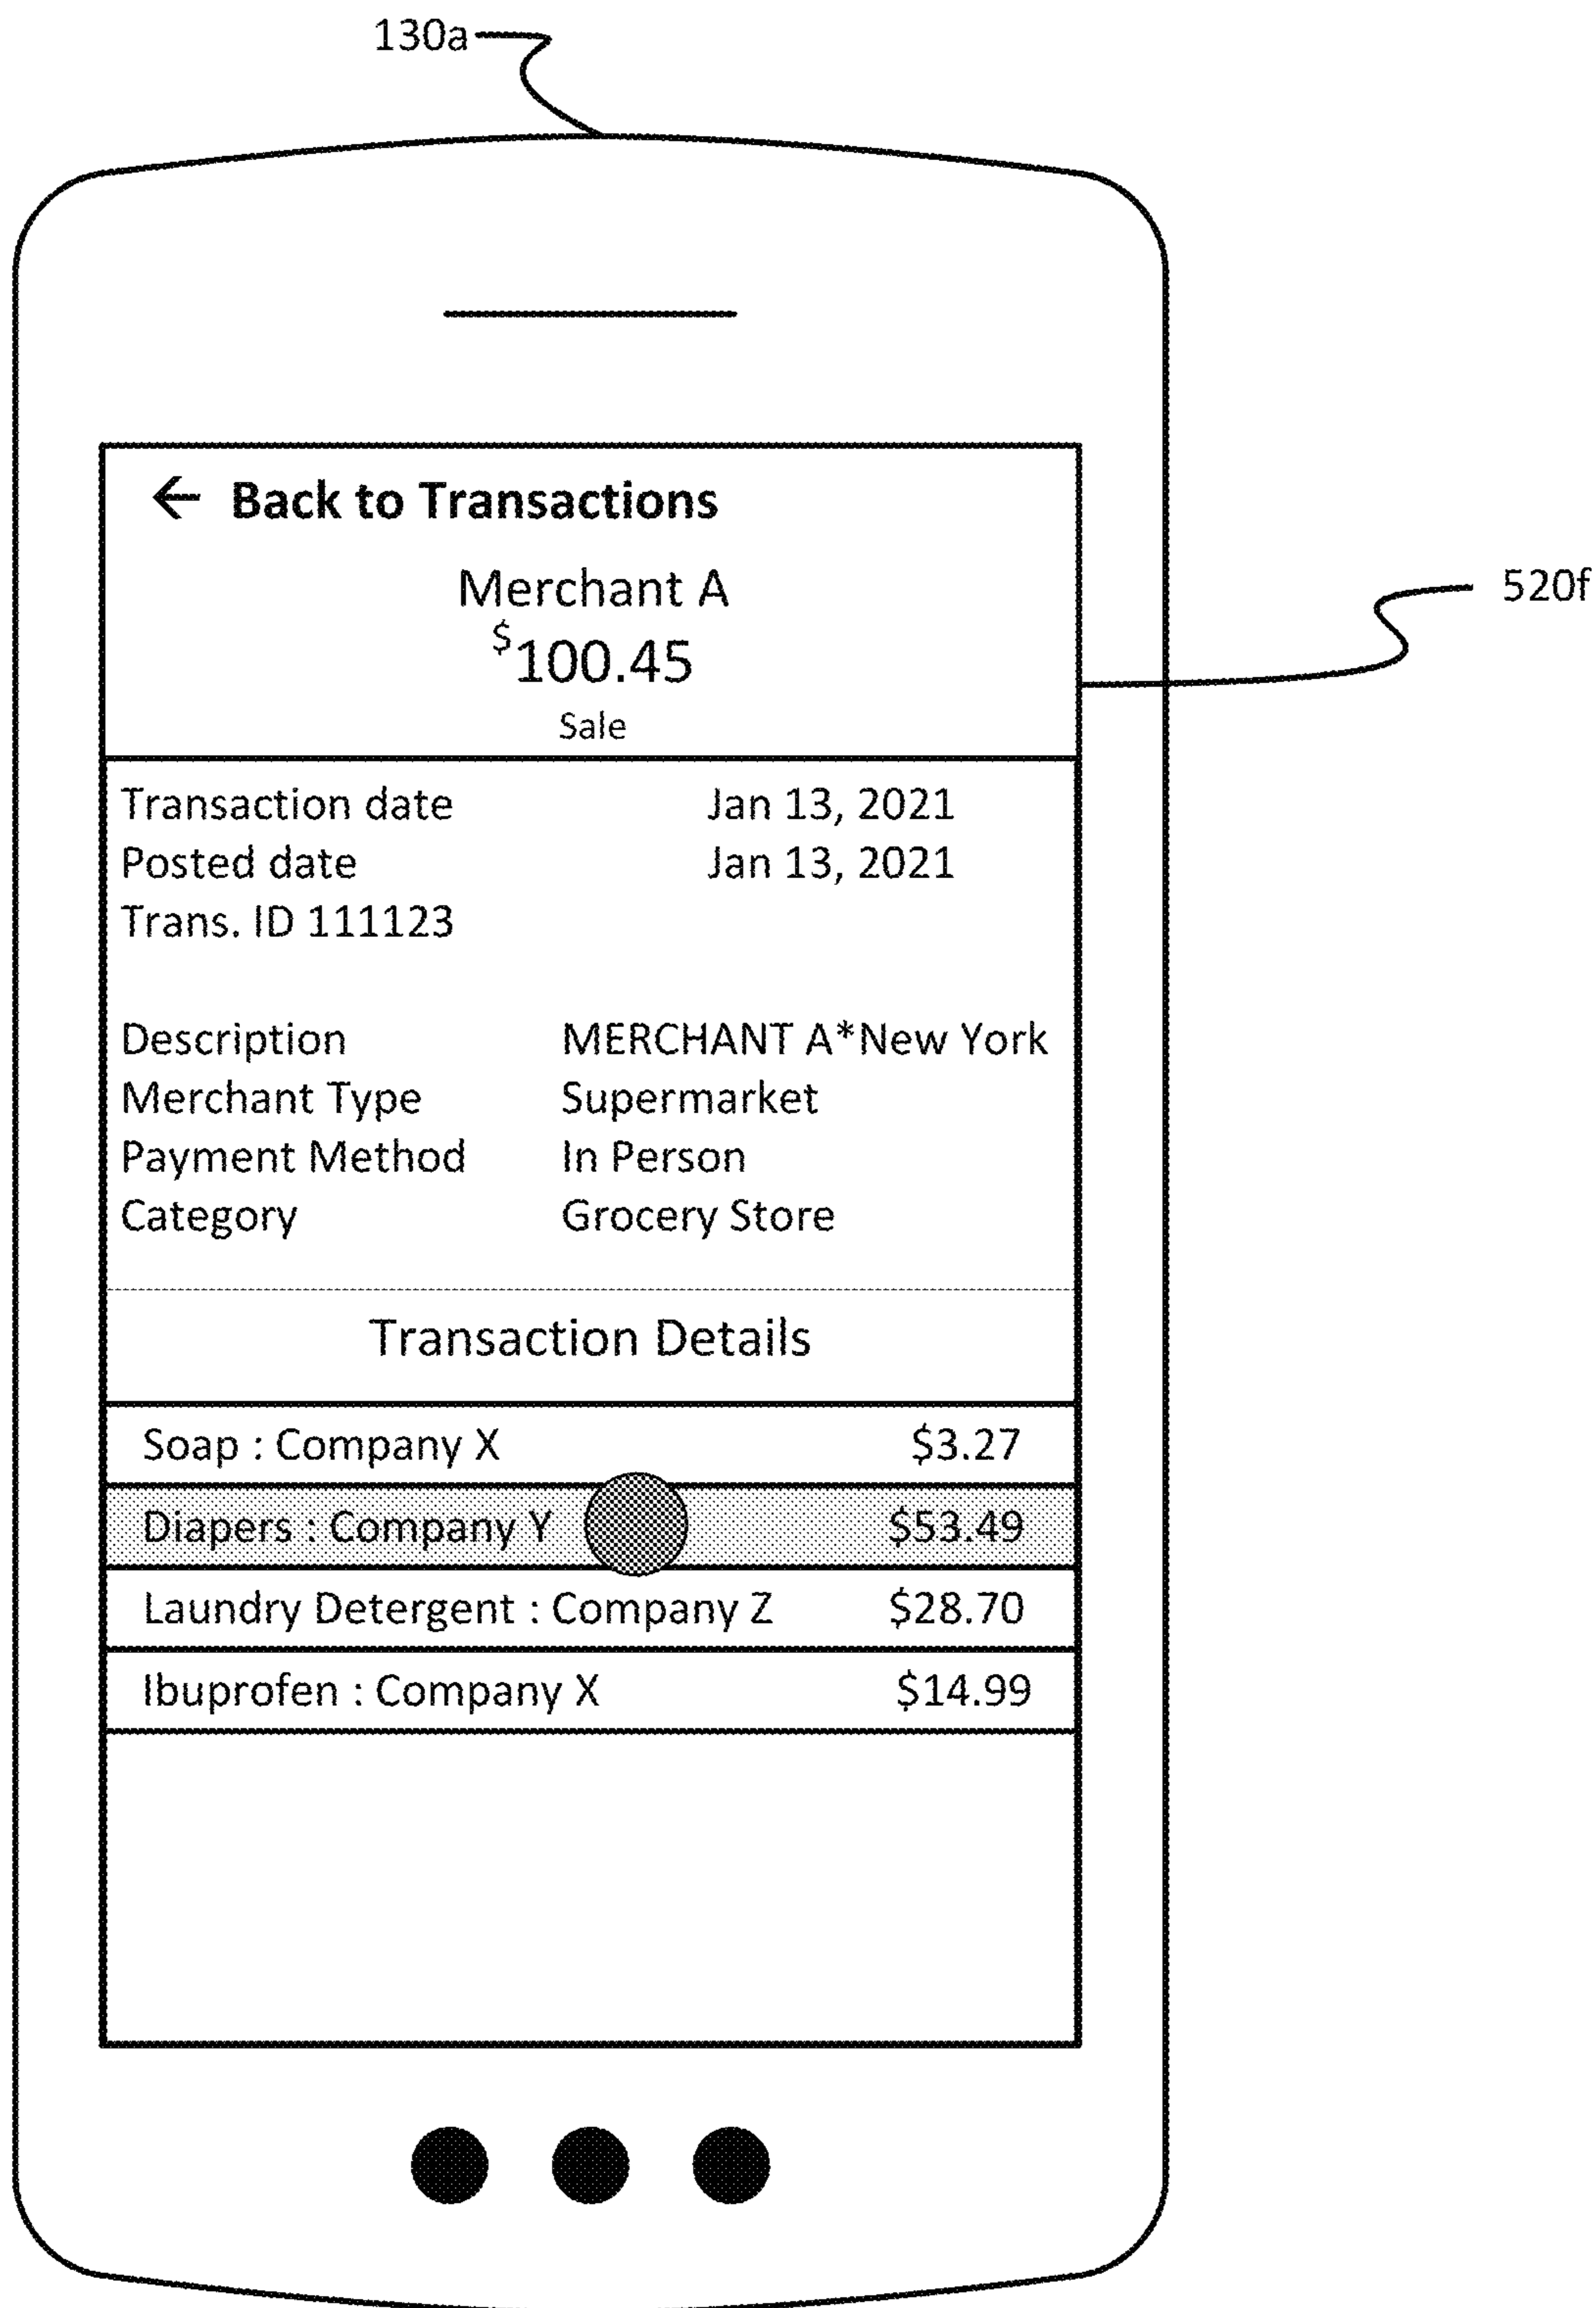 130a
← Back to Transactions
Merchant A
520f
$100.45
Sale
Transaction date Jan 13, 2021
Posted date Jan 13, 2021
Trans. ID 111123
Description MERCHANT A*New York
Merchant Type Supermarket
Payment Method In Person
Category Grocery Store
Transaction Details
Soap : Company X $3.27
Diapers : Company Y $53.49
Laundry Detergent : Company Z $28.70
Ibuprofen : Company X $14.99